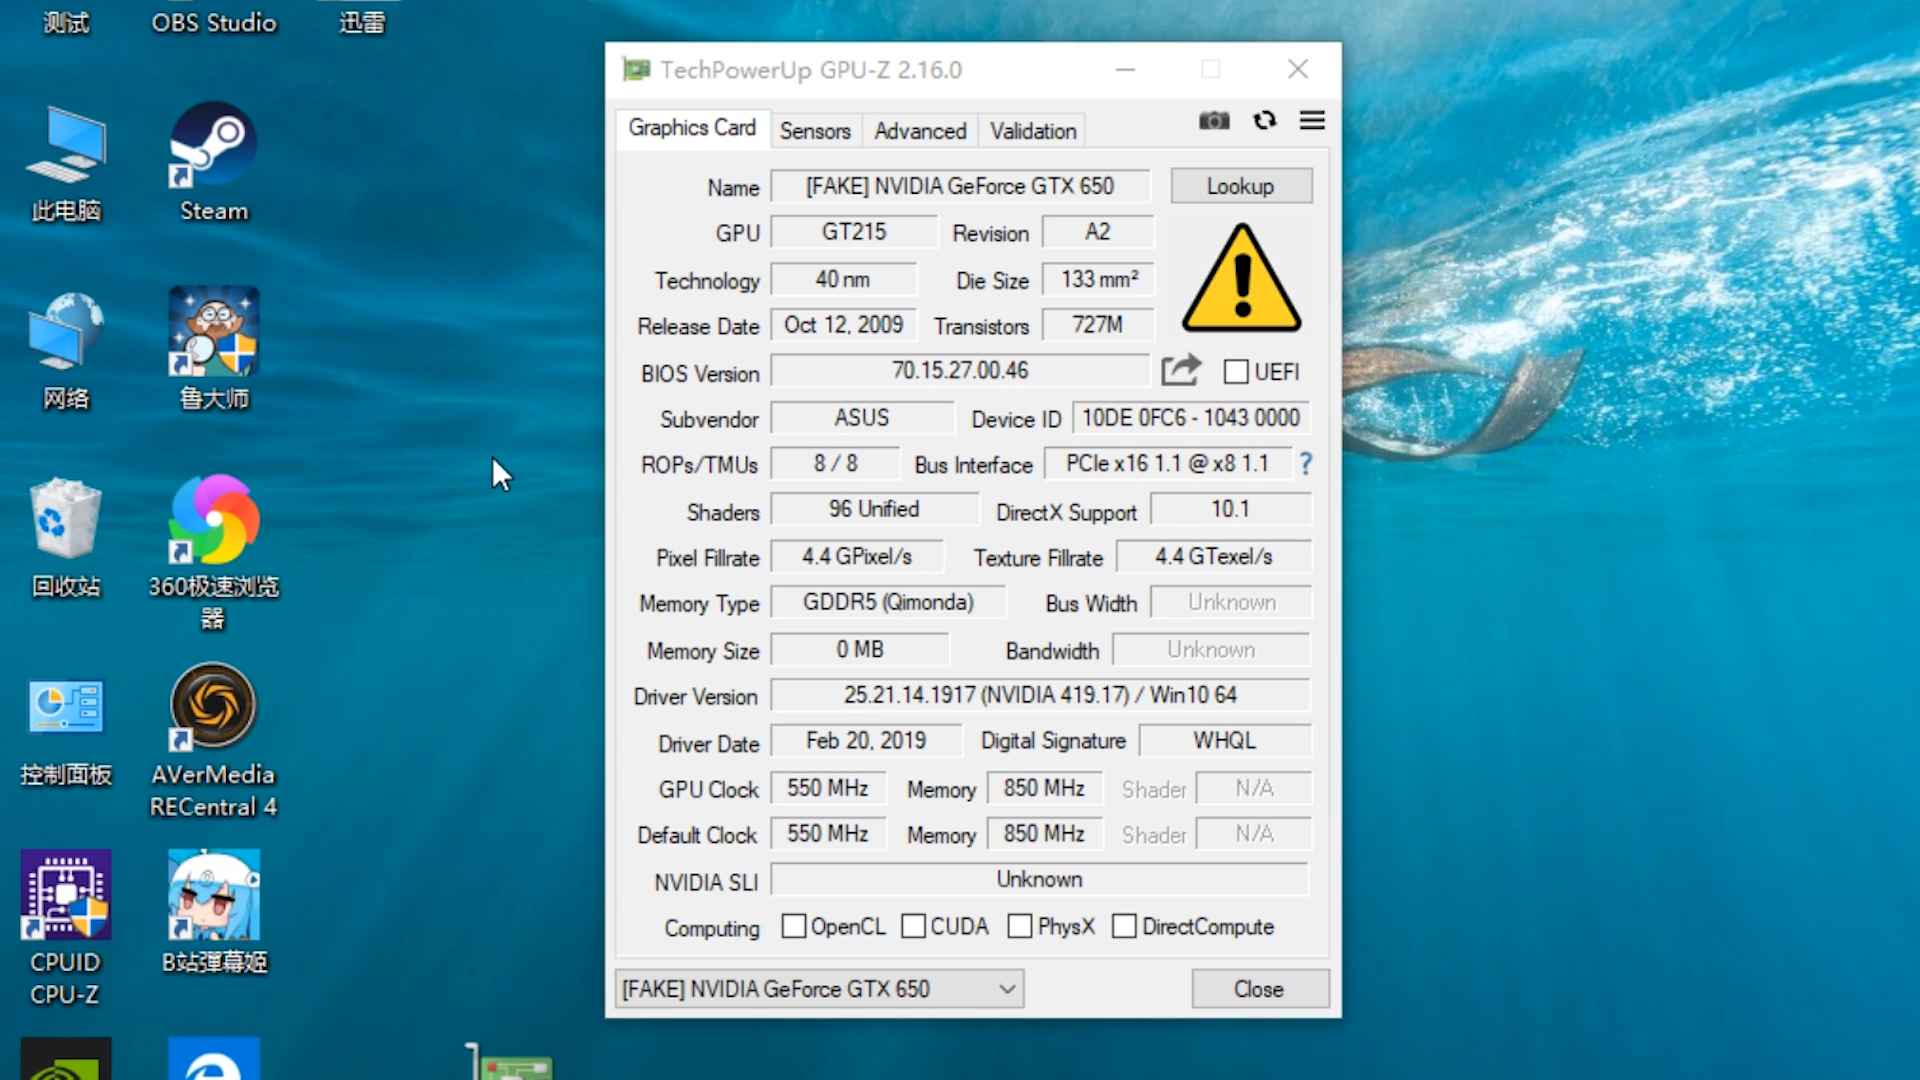 测试
OBS Studio
迅雷
此电脑
Steam
网络
鲁大师
回收站
360极速浏览
器
控制面板
AVerMedia
RECentral 4
CPUID
CPU-Z
B站彈幕姬
TechPowerUp GPU-Z 2.16.0
Graphics Card Sensors Advanced Validation
Name [FAKE] NVIDIA GeForce GTX 650 Lookup
GPU GT215 Revision A2
Technology 40 nm Die Size 133 mm²
Release Date Oct 12, 2009 Transistors 727M
BIOS Version 70.15.27.00.46 UEFI
Subvendor ASUS Device ID 10DE 0FC6 - 1043 0000
ROPs/TMUs 8 / 8 Bus Interface PCIe x16 1.1 @ x8 1.1 ?
Shaders 96 Unified DirectX Support 10.1
Pixel Fillrate 4.4 GPixel/s Texture Fillrate 4.4 GTexel/s
Memory Type GDDR5 (Qimonda) Bus Width Unknown
Memory Size 0 MB Bandwidth Unknown
Driver Version 25.21.14.1917 (NVIDIA 419.17) / Win10 64
Driver Date Feb 20, 2019 Digital Signature WHQL
GPU Clock 550 MHz Memory 850 MHz Shader N/A
Default Clock 550 MHz Memory 850 MHz Shader N/A
NVIDIA SLI Unknown
Computing OpenCL CUDA PhysX DirectCompute
[FAKE] NVIDIA GeForce GTX 650 Close